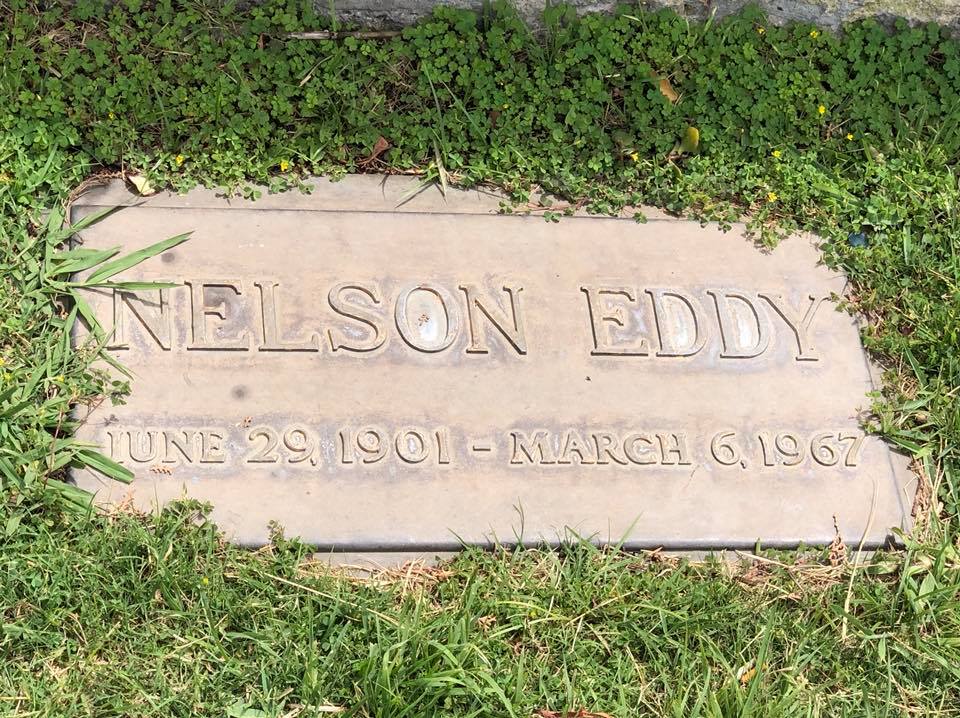 NELSON EDDY
JUNE 29, 1901 - MARCH 6, 1967